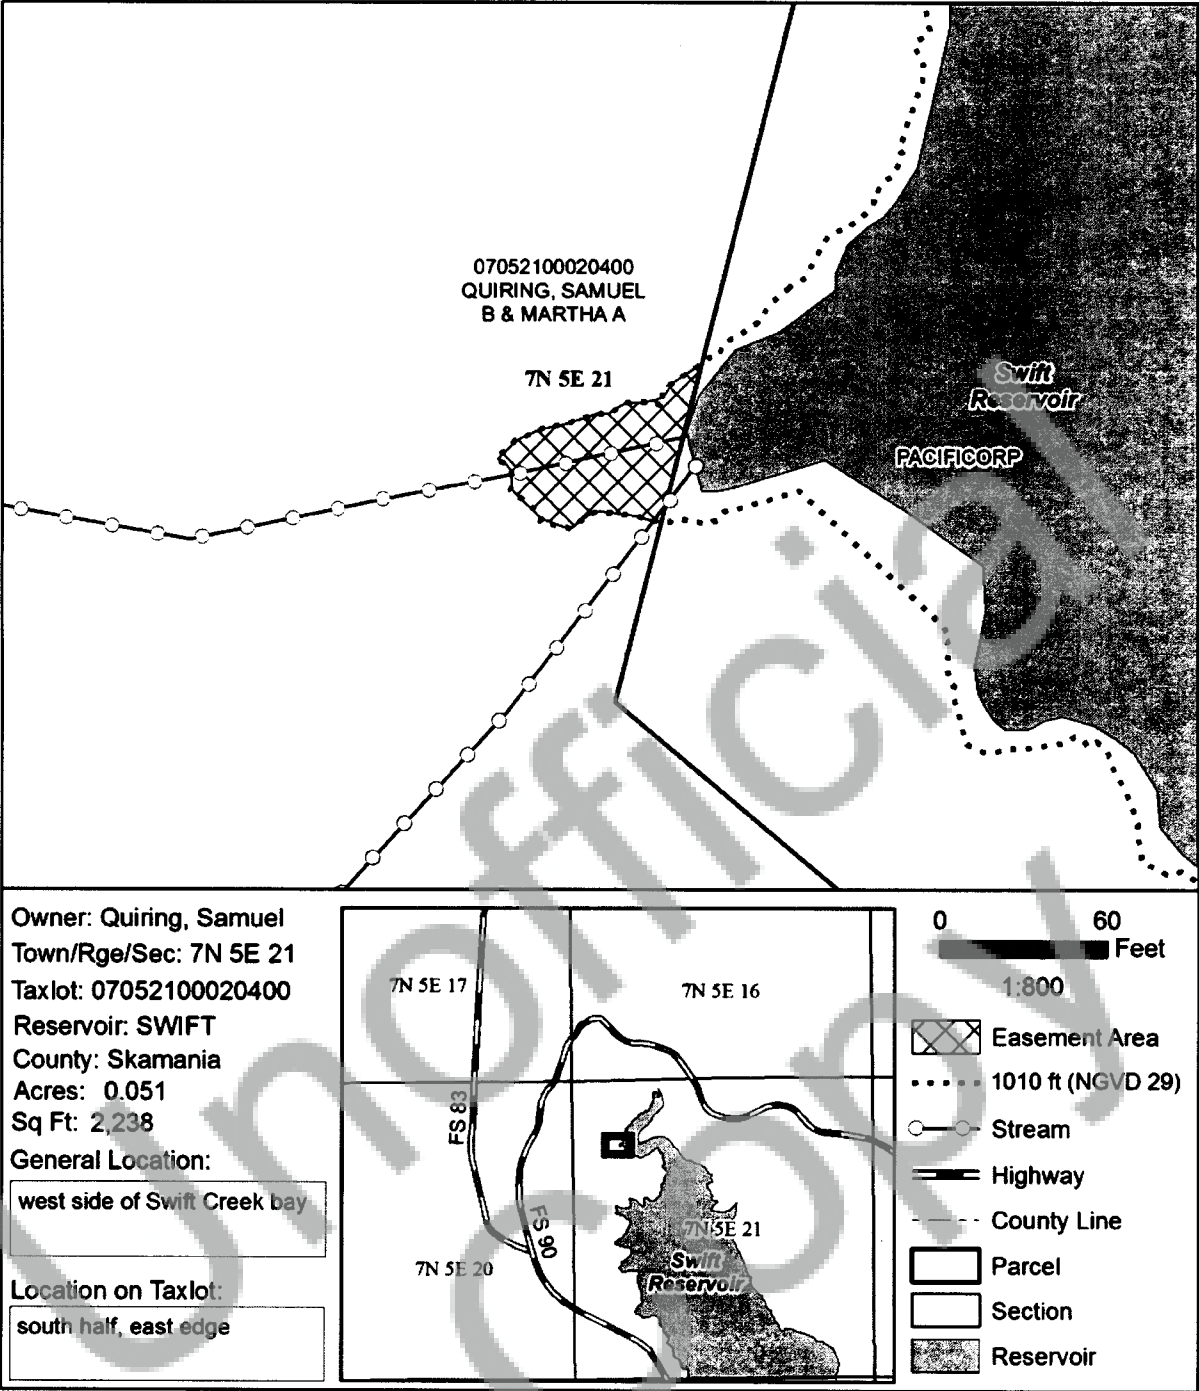 07052100020400
QUIRING, SAMUEL
B & MARTHA A
7N 5E 21
Swift
Reservoir
PACIFICORP
Owner: Quiring, Samuel
Town/Rge/Sec: 7N 5E 21
Taxlot: 07052100020400
Reservoir: SWIFT
County: Skamania
Acres: 0.051
Sq Ft: 2,238
General Location:
west side of Swift Creek bay
Location on Taxlot:
south half, east edge
7N 5E 17
7N 5E 16
FS 83
FS 90
7N 5E 21
7N 5E 20
Swift
Reservoir
0 60
Feet
1:800
Easement Area
1010 ft (NGVD 29)
Stream
Highway
County Line
Parcel
Section
Reservoir
Unofficial
Copy